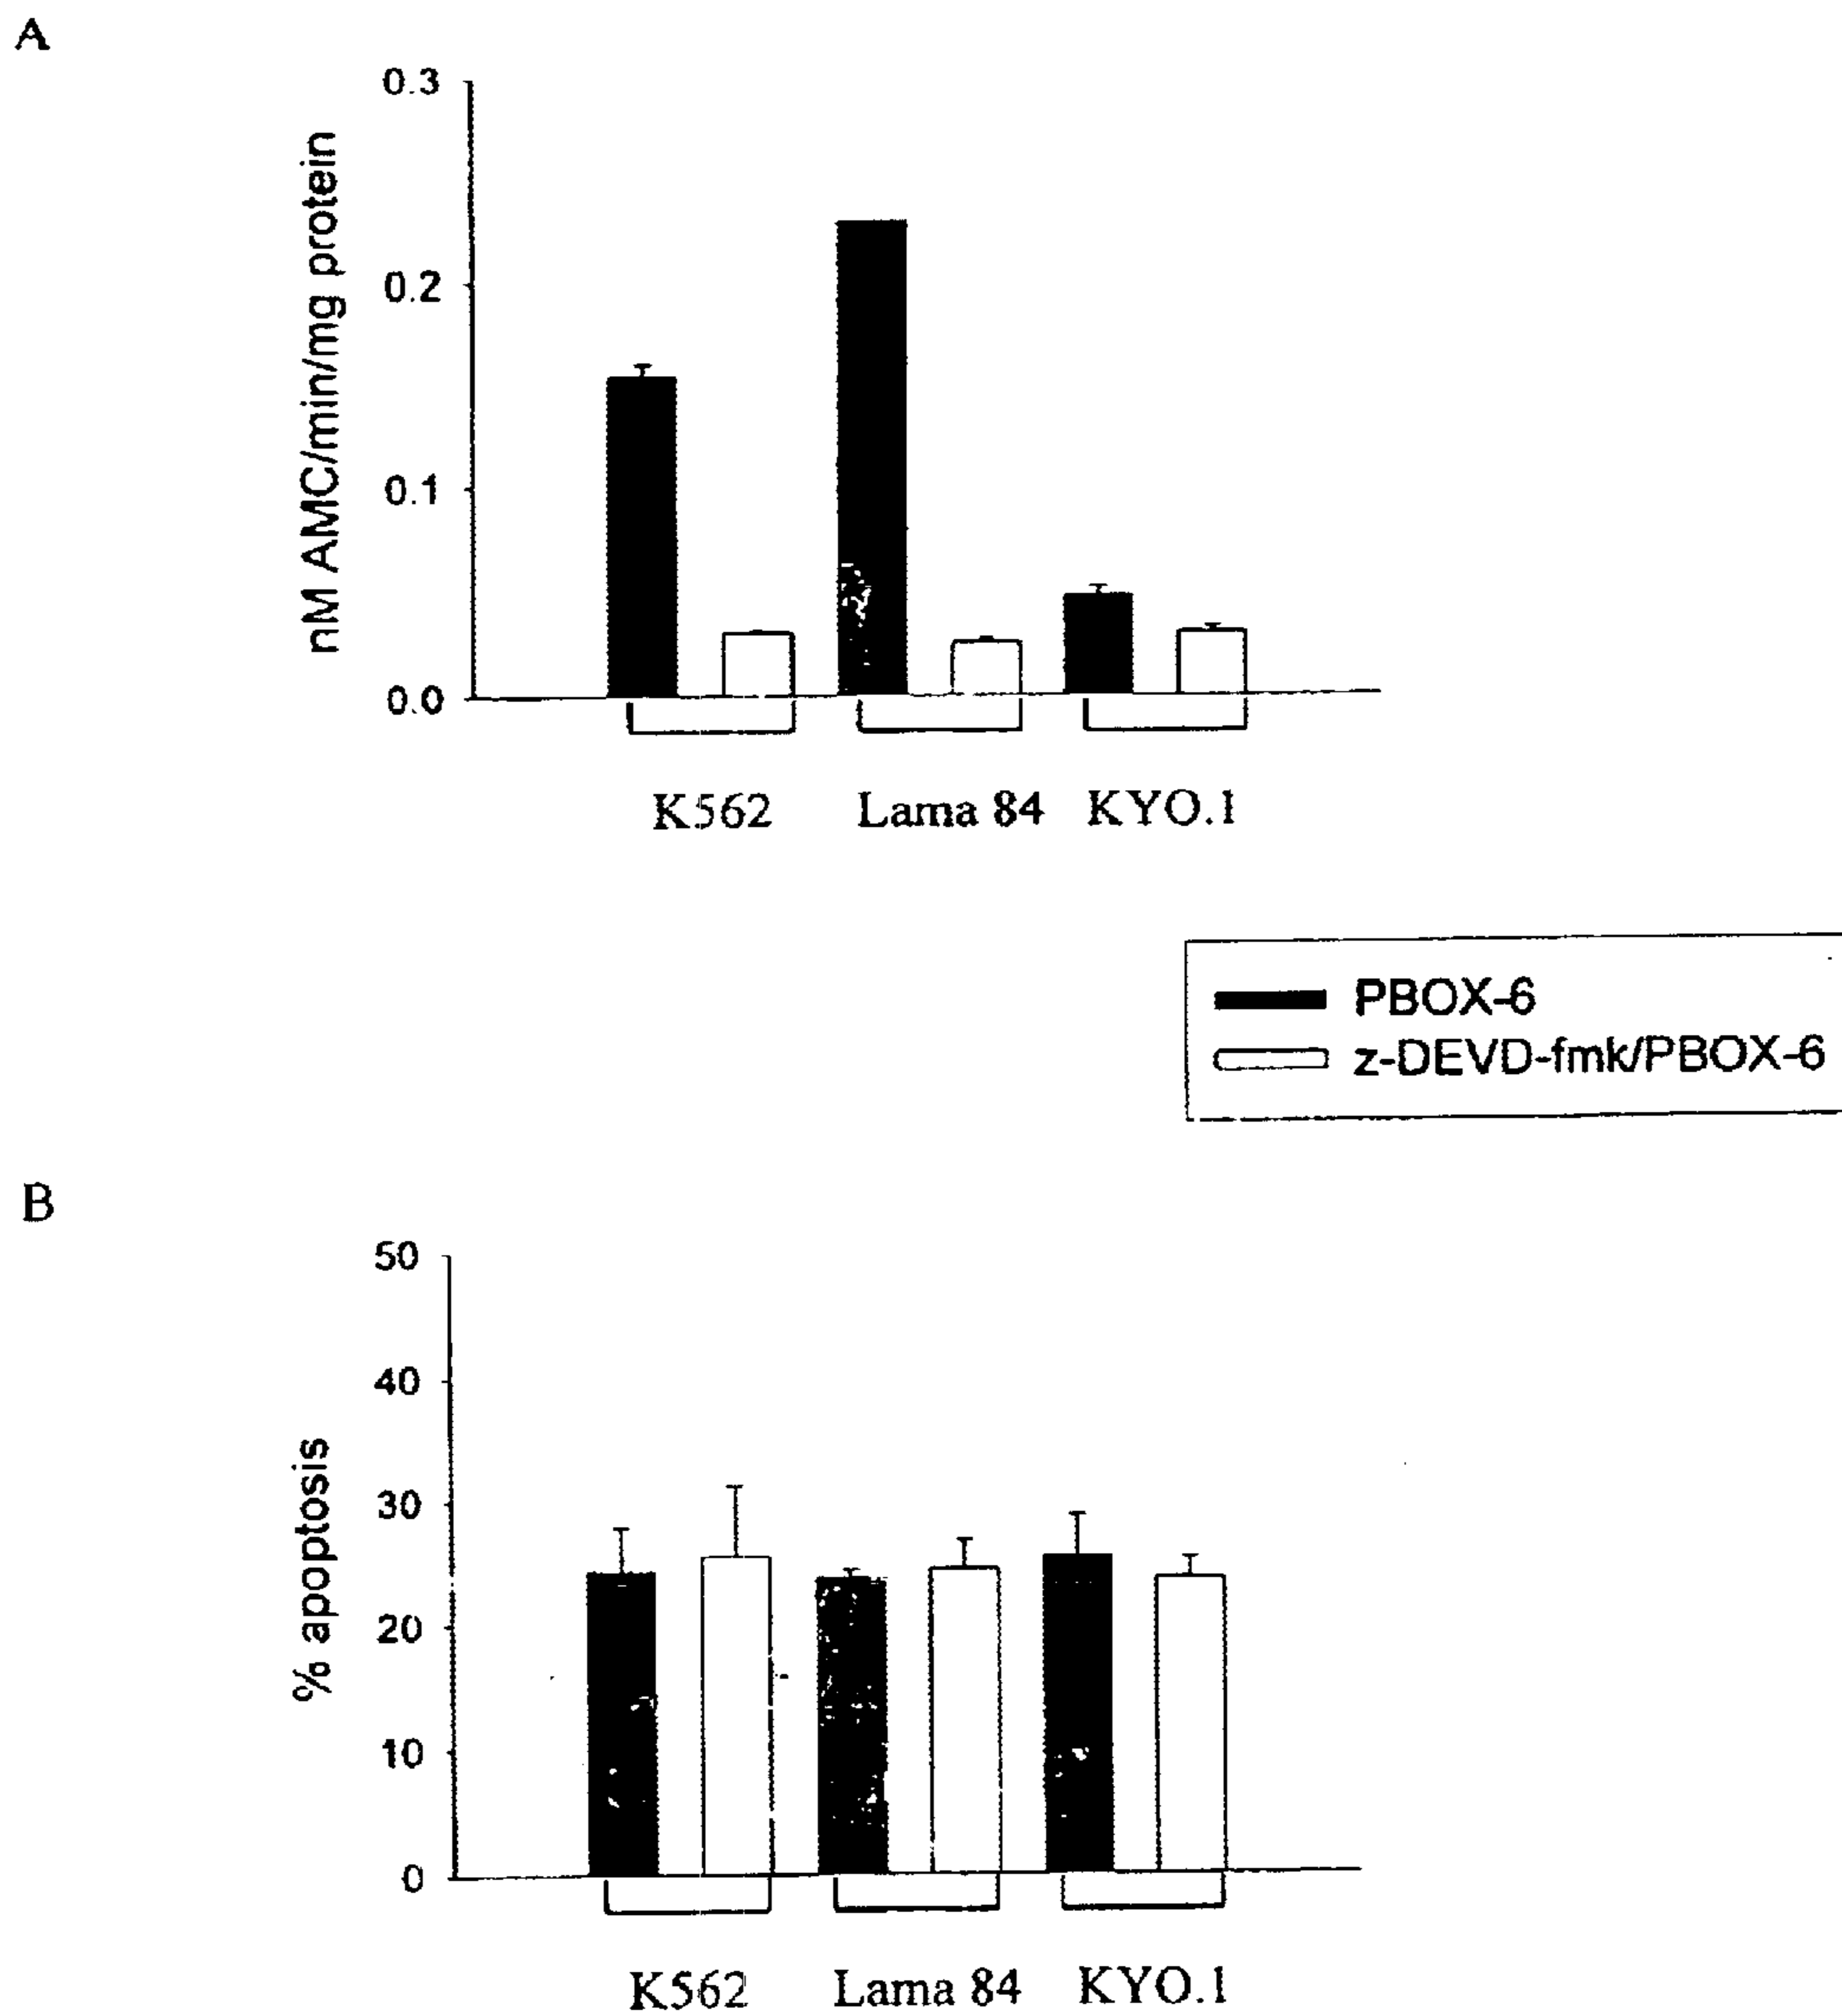 A
0.3
0.2
0.1
0.0
nM AMC/min/mg protein
K562 Lama 84 KYO.1
PBOX-6
z-DEVD-fmk/PBOX-6
B
50
40
30
20
10
0
% apoptosis
K562 Lama 84 KYO.1